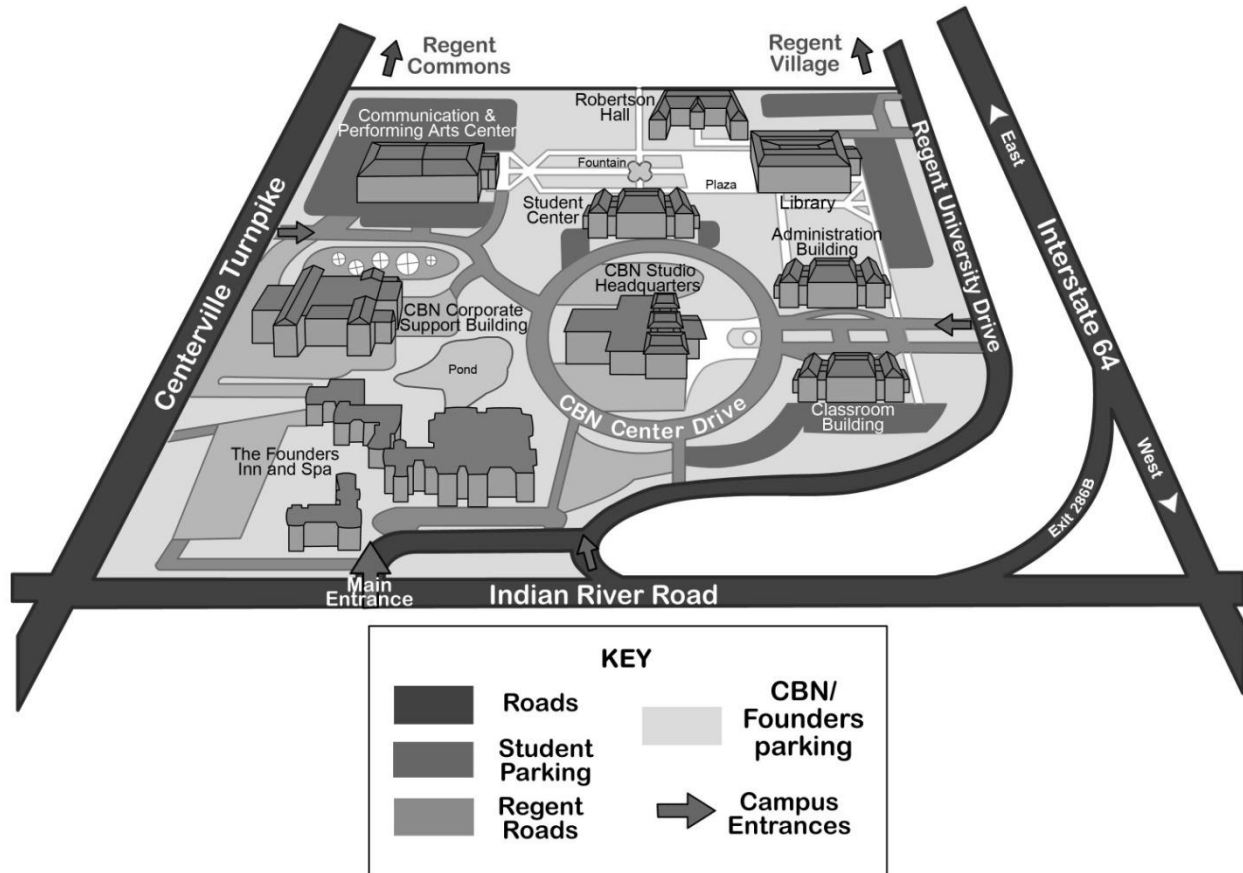 Regent
Commons
Regent
Village
Robertson
Hall
Communication &
Performing Arts Center
Fountain
Plaza
Student
Center
Library
Administration
Building
Centerville Turnpike
Regent University Drive
East
Interstate 64
West
Exit 286B
CBN Studio
Headquarters
CBN Corporate
Support Building
Pond
CBN Center Drive
Classroom
Building
The Founders
Inn and Spa
Main
Entrance
Indian River Road
KEY
Roads
Student
Parking
Regent
Roads
CBN/
Founders
parking
Campus
Entrances